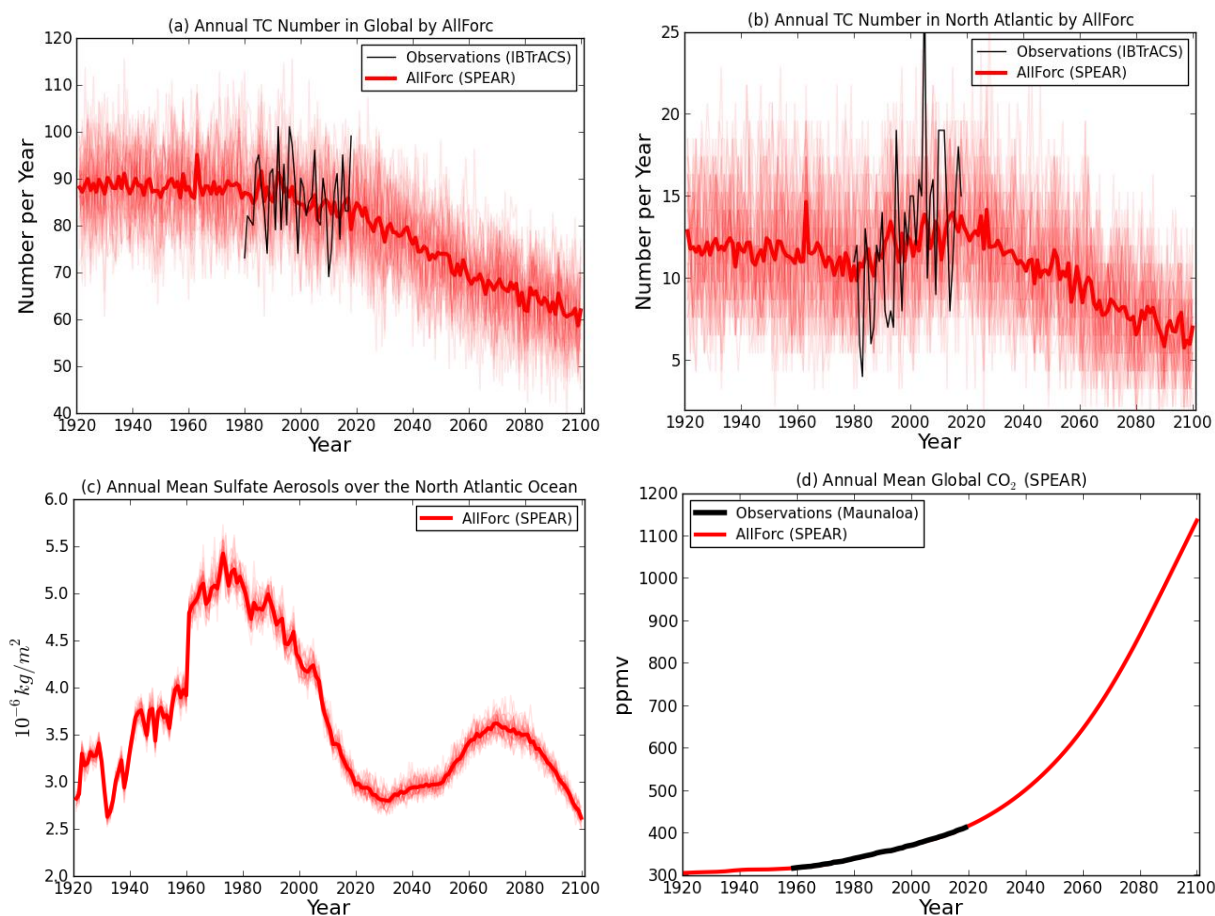 (a) Annual TC Number in Global by AllForc
Observations (IBTrACS)
AllForc (SPEAR)
Number per Year
120
110
100
90
80
70
60
50
40
1920 1940 1960 1980 2000 2020 2040 2060 2080 2100
Year
(b) Annual TC Number in North Atlantic by AllForc
Observations (IBTrACS)
AllForc (SPEAR)
Number per Year
25
20
15
10
5
1920 1940 1960 1980 2000 2020 2040 2060 2080 2100
Year
(c) Annual Mean Sulfate Aerosols over the North Atlantic Ocean
AllForc (SPEAR)
10⁻⁶ kg/m²
6.0
5.5
5.0
4.5
4.0
3.5
3.0
2.5
2.0
1920 1940 1960 1980 2000 2020 2040 2060 2080 2100
Year
(d) Annual Mean Global CO₂ (SPEAR)
Observations (Maunaloa)
AllForc (SPEAR)
ppmv
1200
1100
1000
900
800
700
600
500
400
300
1920 1940 1960 1980 2000 2020 2040 2060 2080 2100
Year